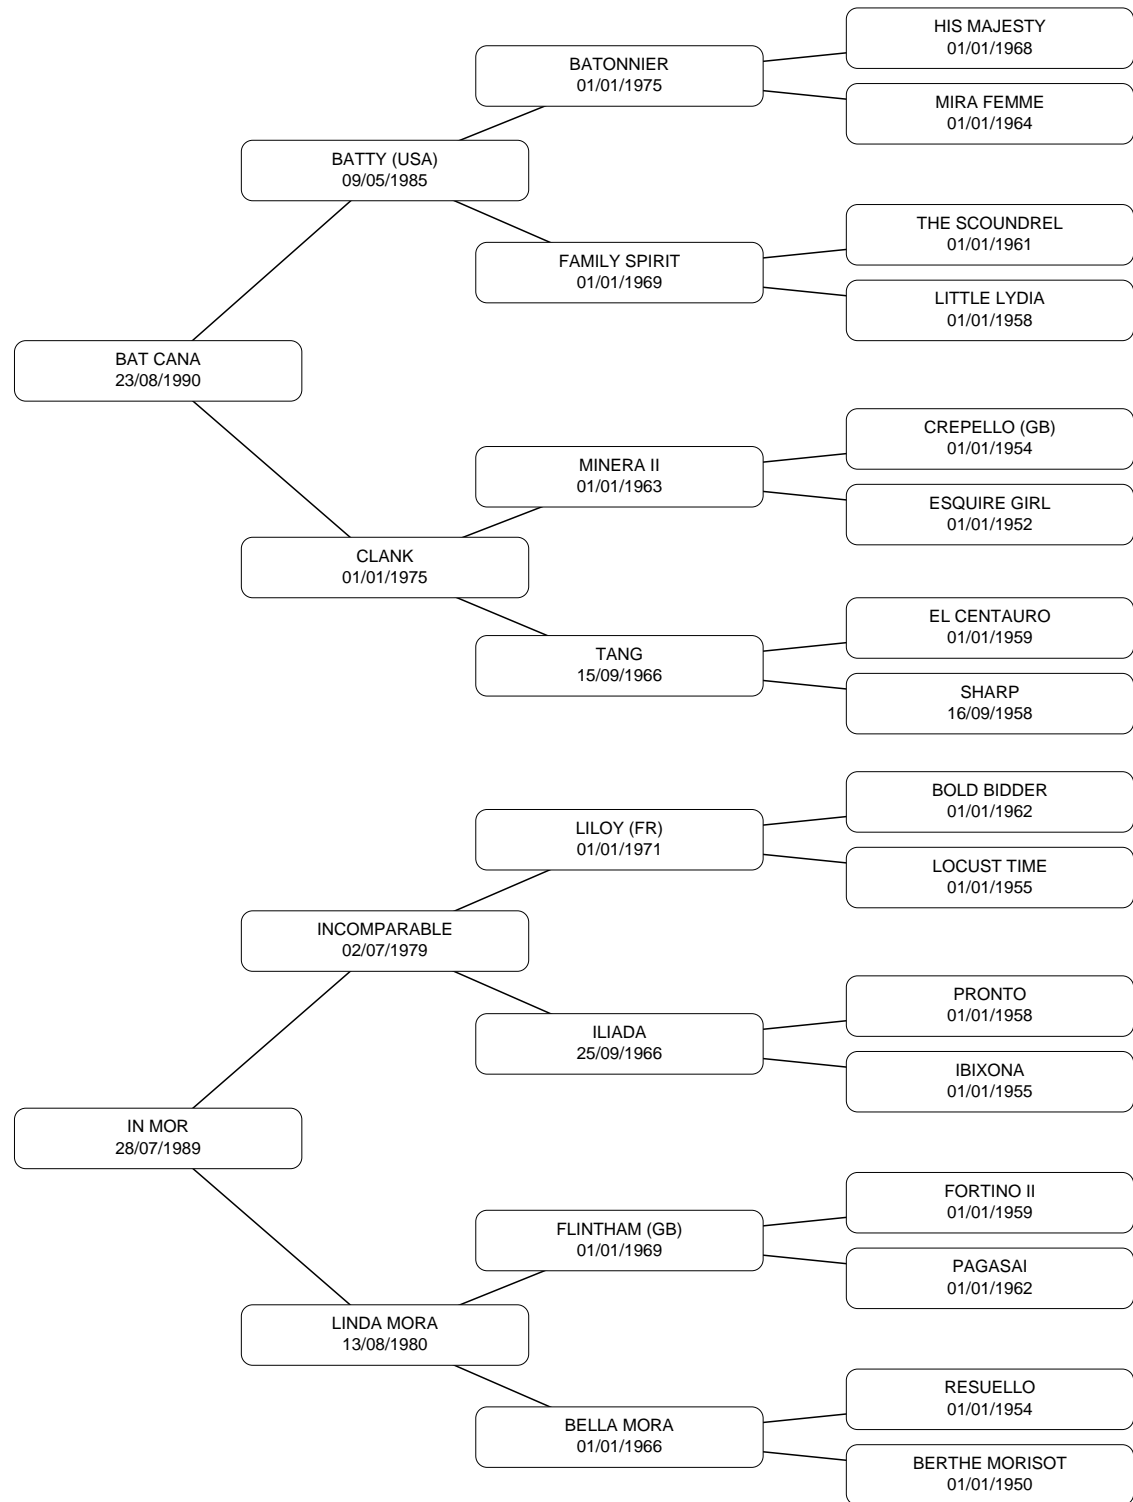 HIS MAJESTY
01/01/1968
BATONNIER
01/01/1975
MIRA FEMME
01/01/1964
BATTY (USA)
09/05/1985
THE SCOUNDREL
01/01/1961
FAMILY SPIRIT
01/01/1969
LITTLE LYDIA
01/01/1958
BAT CANA
23/08/1990
CREPELLO (GB)
01/01/1954
MINERA II
01/01/1963
ESQUIRE GIRL
01/01/1952
CLANK
01/01/1975
EL CENTAURO
01/01/1959
TANG
15/09/1966
SHARP
16/09/1958
BOLD BIDDER
01/01/1962
LILOY (FR)
01/01/1971
LOCUST TIME
01/01/1955
INCOMPARABLE
02/07/1979
PRONTO
01/01/1958
ILIADA
25/09/1966
IBIXONA
01/01/1955
IN MOR
28/07/1989
FORTINO II
01/01/1959
FLINTHAM (GB)
01/01/1969
PAGASAI
01/01/1962
LINDA MORA
13/08/1980
RESUELLO
01/01/1954
BELLA MORA
01/01/1966
BERTHE MORISOT
01/01/1950